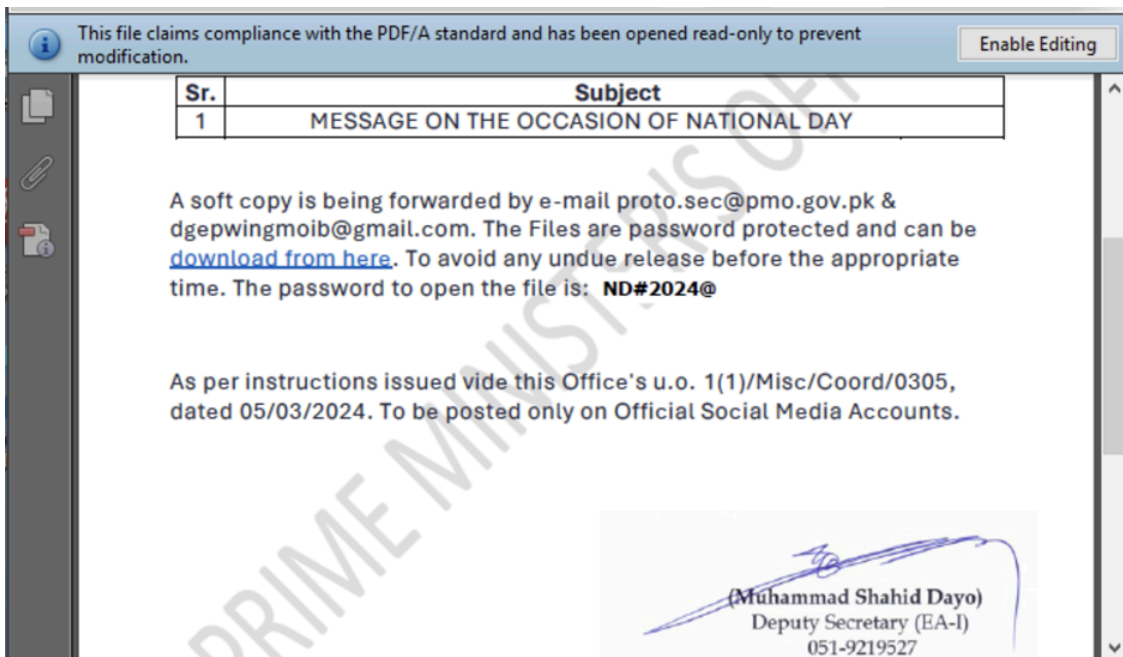 This file claims compliance with the PDF/A standard and has been opened read-only to prevent
modification.
Enable Editing
Sr. Subject
1 MESSAGE ON THE OCCASION OF NATIONAL DAY
A soft copy is being forwarded by e-mail proto.sec@pmo.gov.pk &
dgepwingmoib@gmail.com. The Files are password protected and can be
download from here. To avoid any undue release before the appropriate
time. The password to open the file is: ND#2024@
As per instructions issued vide this Office's u.o. 1(1)/Misc/Coord/0305,
dated 05/03/2024. To be posted only on Official Social Media Accounts.
PRIME MINISTER'S OF
(Muhammad Shahid Dayo)
Deputy Secretary (EA-I)
051-9219527